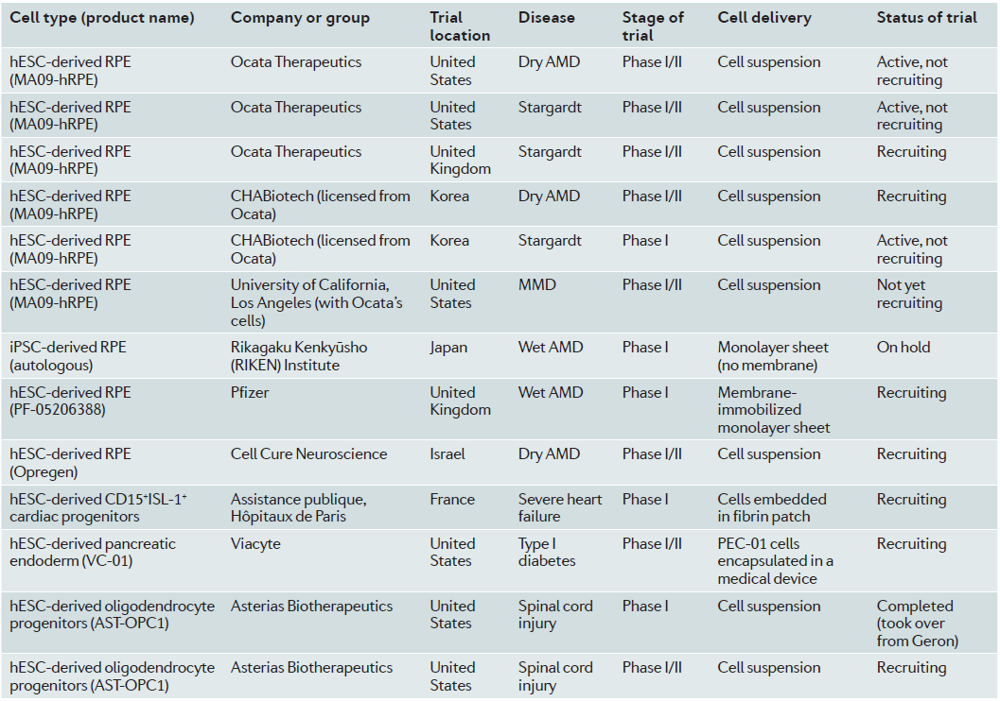 Cell type (product name) Company or group Trial location Disease Stage of trial Cell delivery Status of trial
hESC-derived RPE (MA09-hRPE) Ocata Therapeutics United States Dry AMD Phase I/II Cell suspension Active, not recruiting
hESC-derived RPE (MA09-hRPE) Ocata Therapeutics United States Stargardt Phase I/II Cell suspension Active, not recruiting
hESC-derived RPE (MA09-hRPE) Ocata Therapeutics United Kingdom Stargardt Phase I/II Cell suspension Recruiting
hESC-derived RPE (MA09-hRPE) CHABiotech (licensed from Ocata) Korea Dry AMD Phase I/II Cell suspension Recruiting
hESC-derived RPE (MA09-hRPE) CHABiotech (licensed from Ocata) Korea Stargardt Phase I Cell suspension Active, not recruiting
hESC-derived RPE (MA09-hRPE) University of California, Los Angeles (with Ocata's cells) United States MMD Phase I/II Cell suspension Not yet recruiting
iPSC-derived RPE (autologous) Rikagaku Kenkyūsho (RIKEN) Institute Japan Wet AMD Phase I Monolayer sheet (no membrane) On hold
hESC-derived RPE (PF-05206388) Pfizer United Kingdom Wet AMD Phase I Membrane-immobilized monolayer sheet Recruiting
hESC-derived RPE (Opregen) Cell Cure Neuroscience Israel Dry AMD Phase I/II Cell suspension Recruiting
hESC-derived CD15⁺ISL-1⁺ cardiac progenitors Assistance publique, Hôpitaux de Paris France Severe heart failure Phase I Cells embedded in fibrin patch Recruiting
hESC-derived pancreatic endoderm (VC-01) Viacyte United States Type I diabetes Phase I/II PEC-01 cells encapsulated in a medical device Recruiting
hESC-derived oligodendrocyte progenitors (AST-OPC1) Asterias Biotherapeutics United States Spinal cord injury Phase I Cell suspension Completed (took over from Geron)
hESC-derived oligodendrocyte progenitors (AST-OPC1) Asterias Biotherapeutics United States Spinal cord injury Phase I/II Cell suspension Recruiting